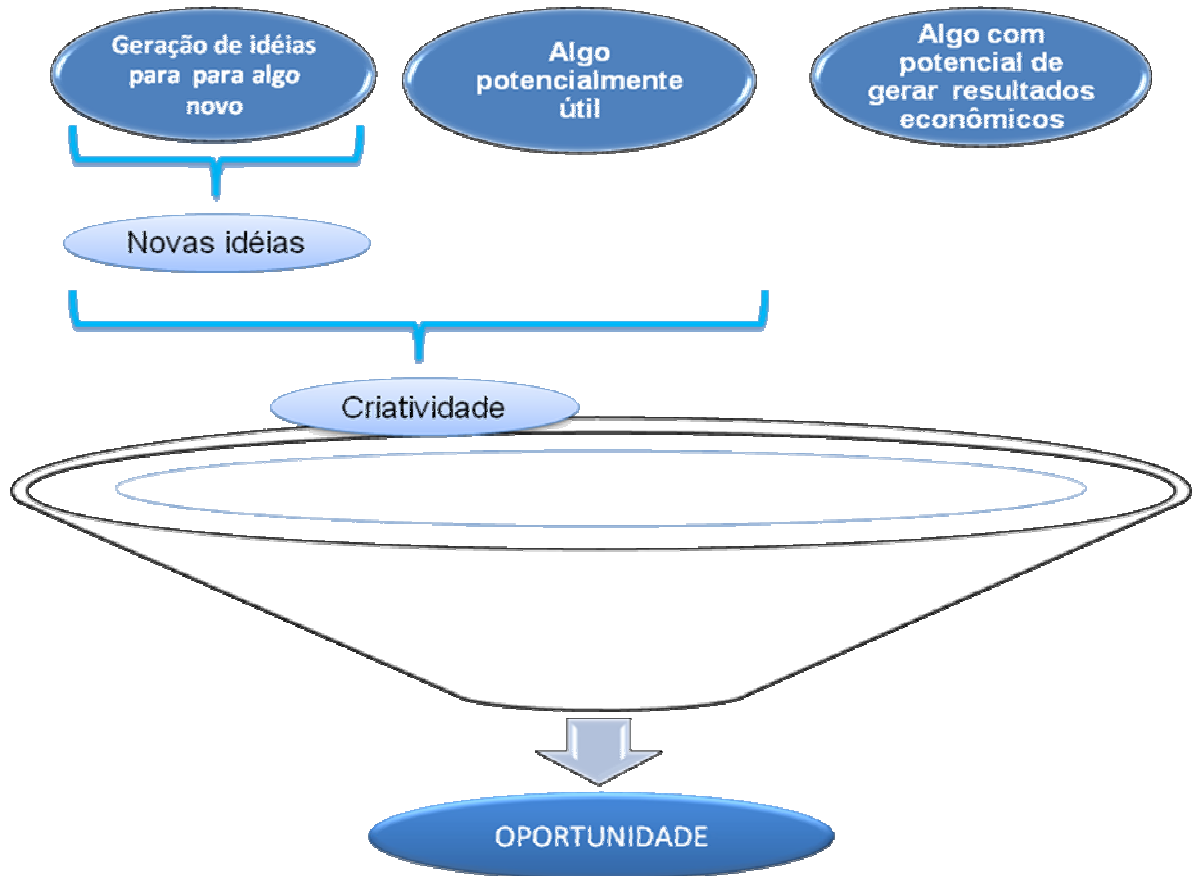 Geração de idéias
para para algo
novo
Algo
potencialmente
útil
Algo com
potencial de
gerar resultados
econômicos
Novas idéias
Criatividade
OPORTUNIDADE